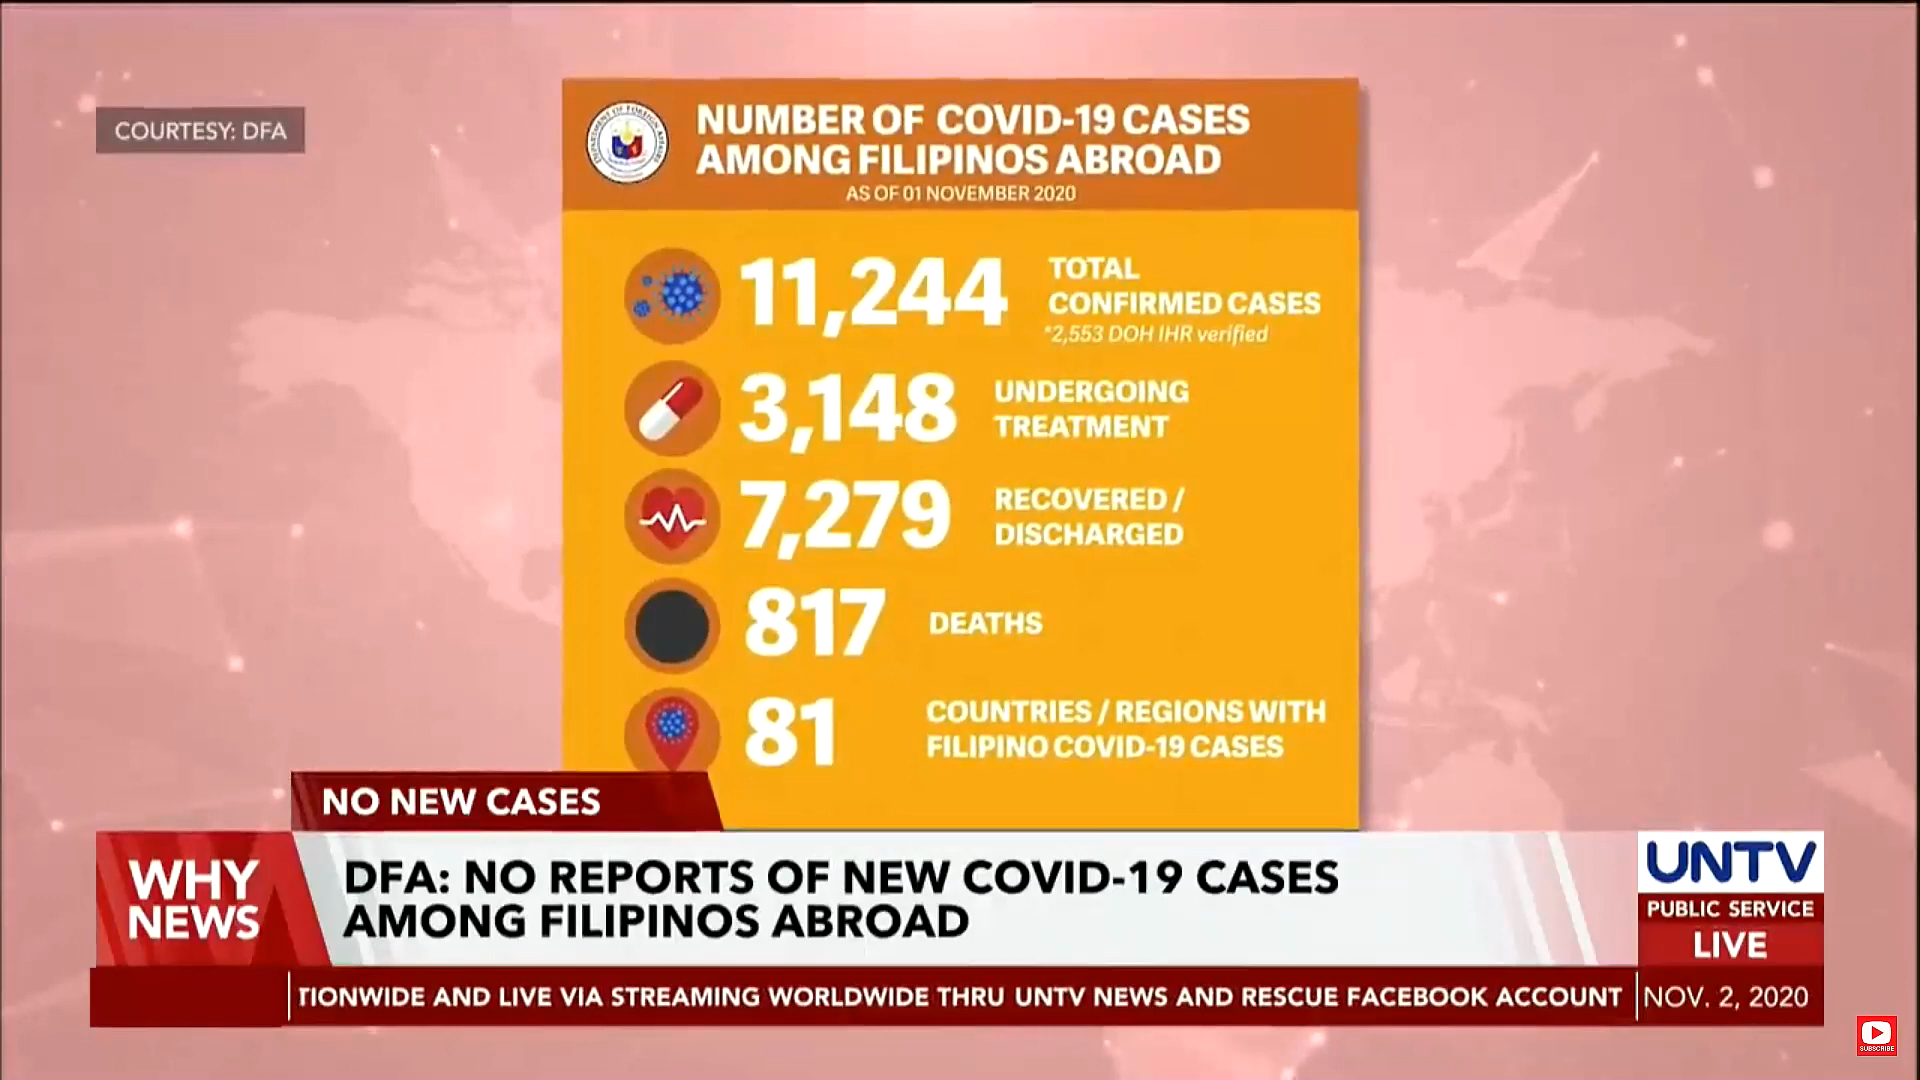 COURTESY: DFA
NUMBER OF COVID-19 CASES
AMONG FILIPINOS ABROAD
AS OF 01 NOVEMBER 2020
11,244
TOTAL
CONFIRMED CASES
*2,553 DOH IHR verified
3,148
UNDERGOING
TREATMENT
7,279
RECOVERED /
DISCHARGED
817
DEATHS
81
COUNTRIES / REGIONS WITH
FILIPINO COVID-19 CASES
NO NEW CASES
WHY
NEWS
DFA: NO REPORTS OF NEW COVID-19 CASES
AMONG FILIPINOS ABROAD
UNTV
PUBLIC SERVICE
LIVE
TIONWIDE AND LIVE VIA STREAMING WORLDWIDE THRU UNTV NEWS AND RESCUE FACEBOOK ACCOUNT
NOV. 2, 2020
SUBSCRIBE